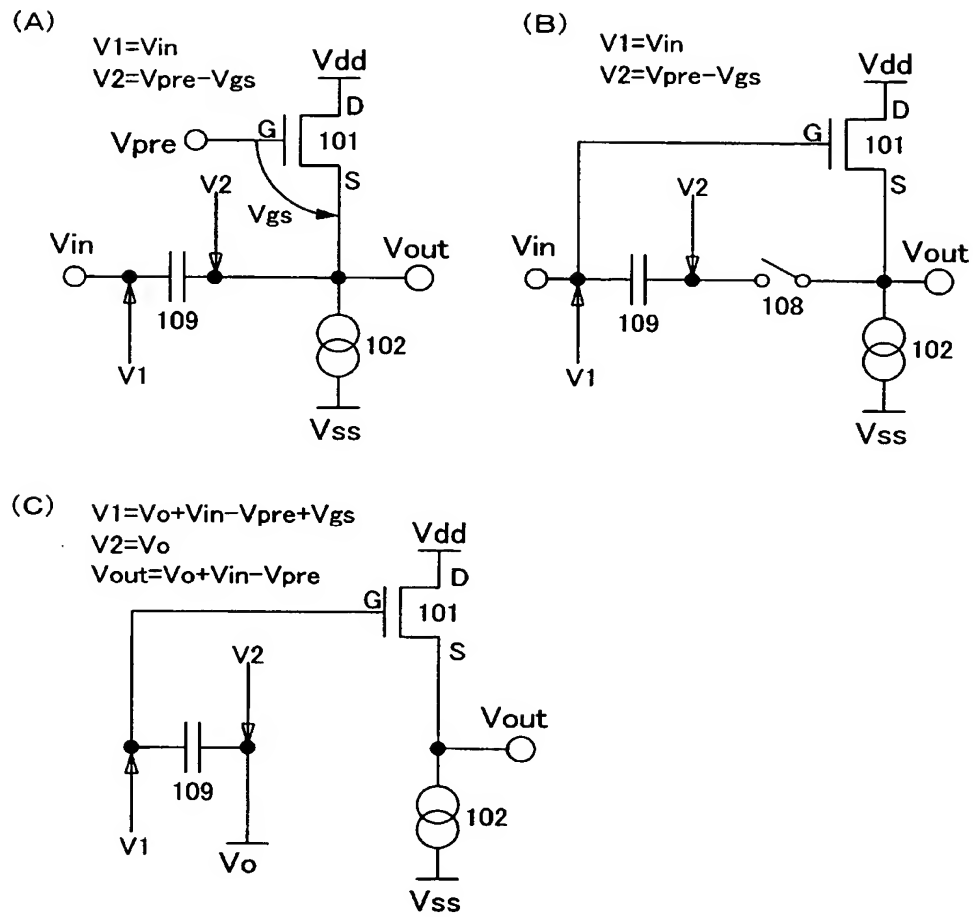 (A)
V1=Vin
V2=Vpre-Vgs
Vdd
D
G
101
Vpre
S
V2
Vgs
Vin
Vout
109
102
V1
Vss
(B)
V1=Vin
V2=Vpre-Vgs
Vdd
D
G
101
S
V2
Vin
Vout
109
108
102
V1
Vss
(C)
V1=Vo+Vin-Vpre+Vgs
V2=Vo
Vout=Vo+Vin-Vpre
Vdd
D
G
101
S
V2
Vout
109
102
V1
Vo
Vss